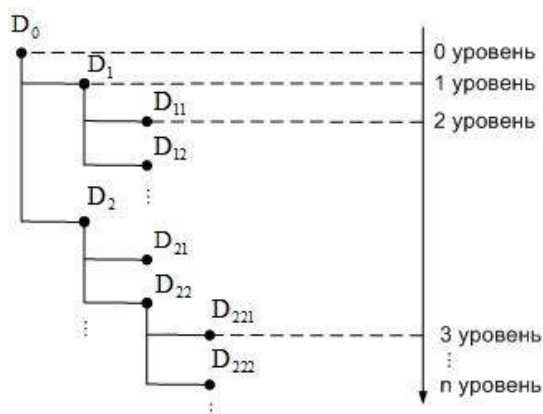 D₀
0 уровень
D₁
1 уровень
D₁₁
2 уровень
D₁₂
⋮
D₂
D₂₁
D₂₂
⋮
D₂₂₁
3 уровень
⋮
D₂₂₂
n уровень
⋮